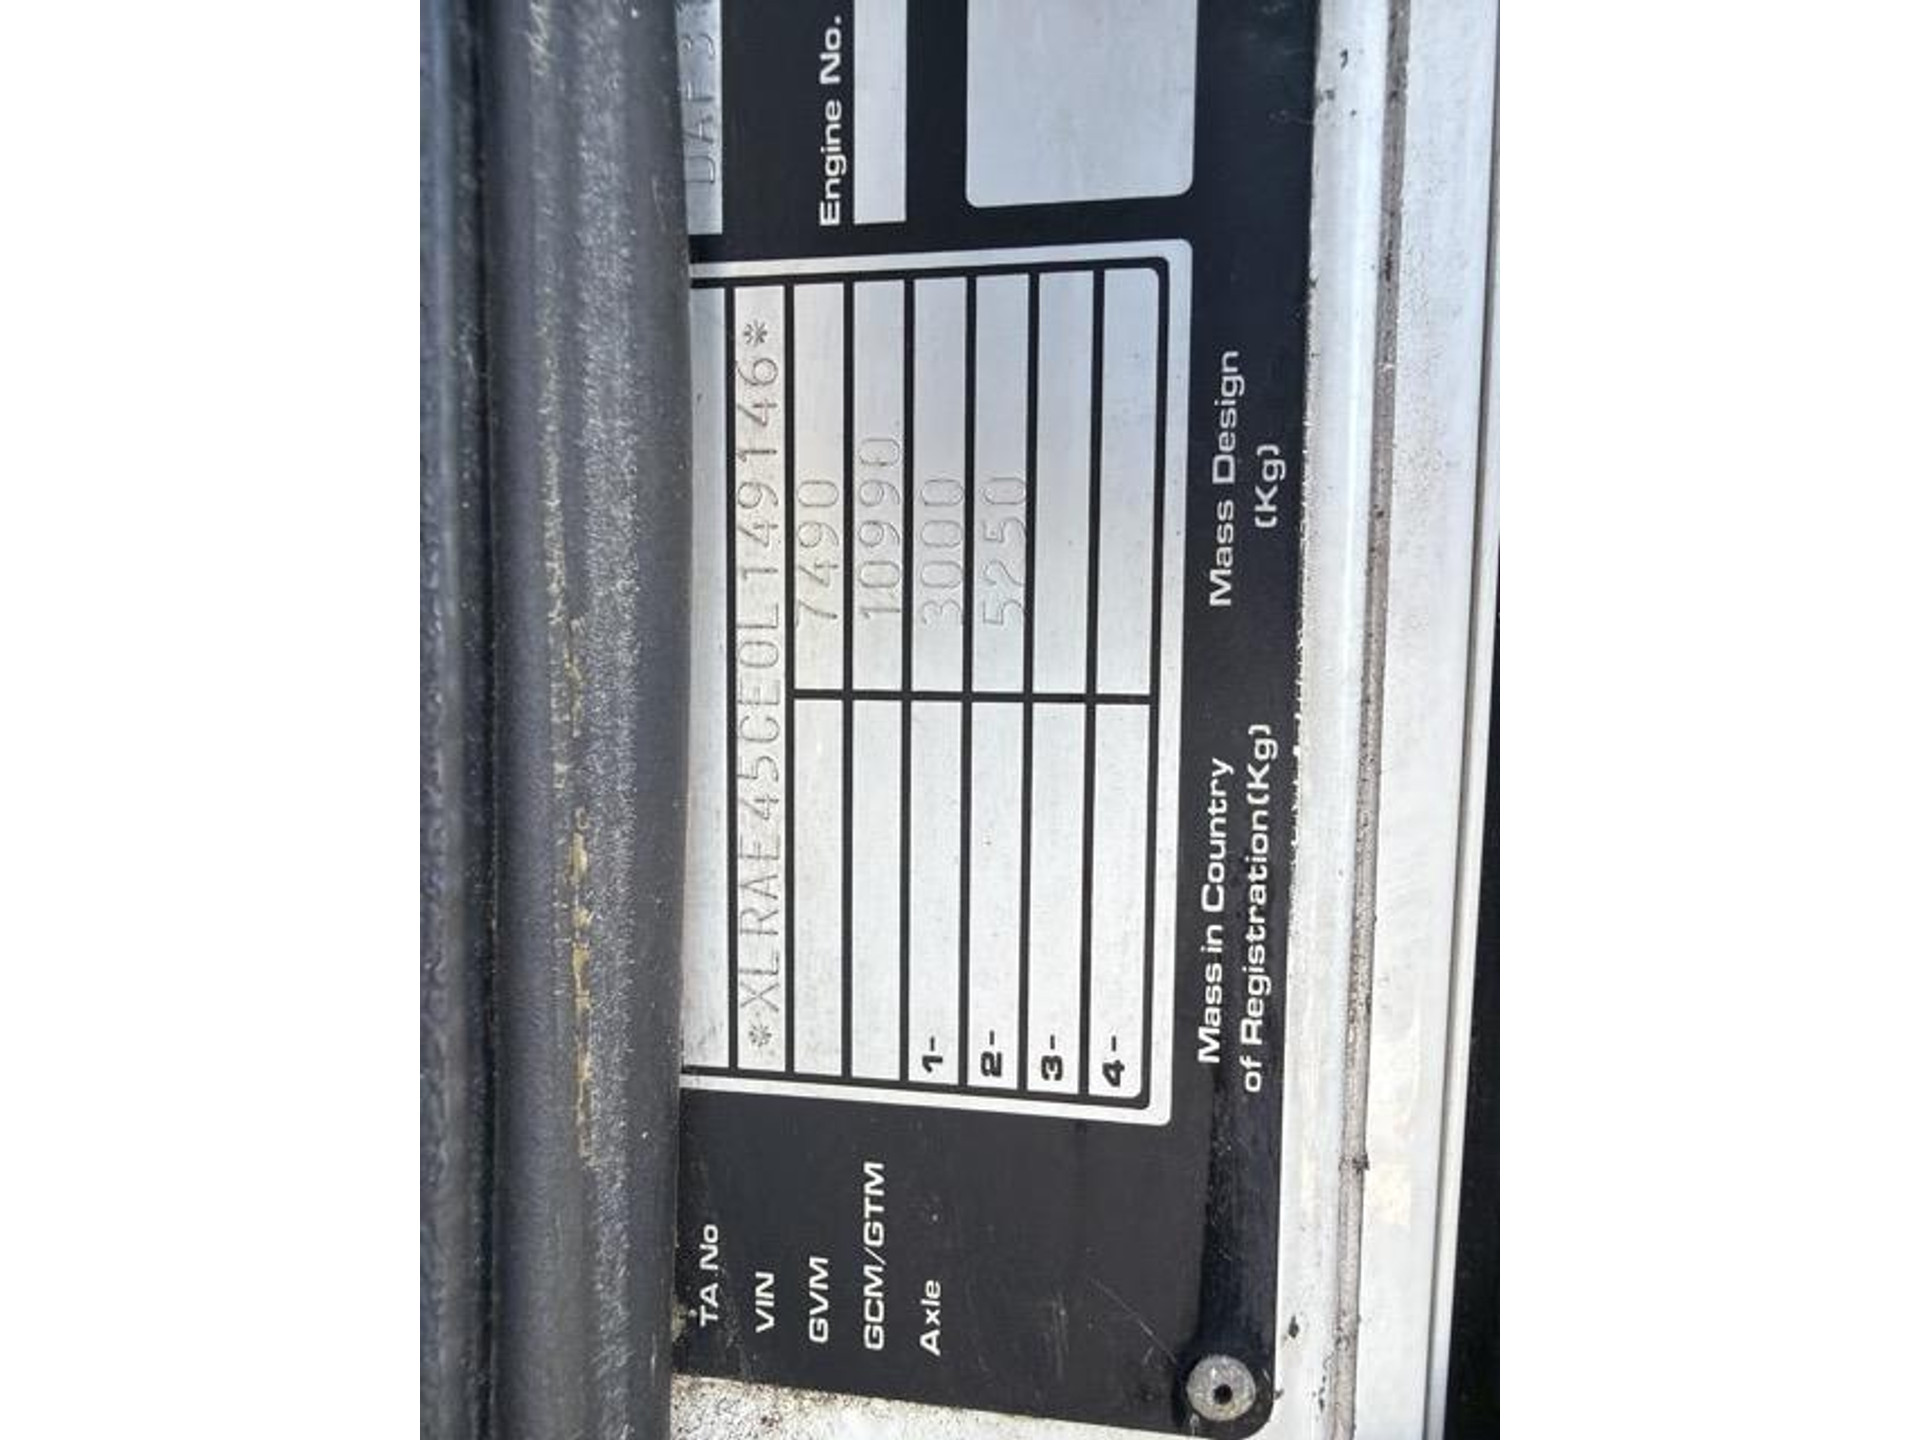 DAF3
TA No
VIN *XLRAE45CE0L149146*
GVM 7490
GCM/GTM 10990
Axle 1- 3000
2- 5250
3-
4-
Mass in Country of Registration(Kg)
Mass Design (Kg)
Engine No.